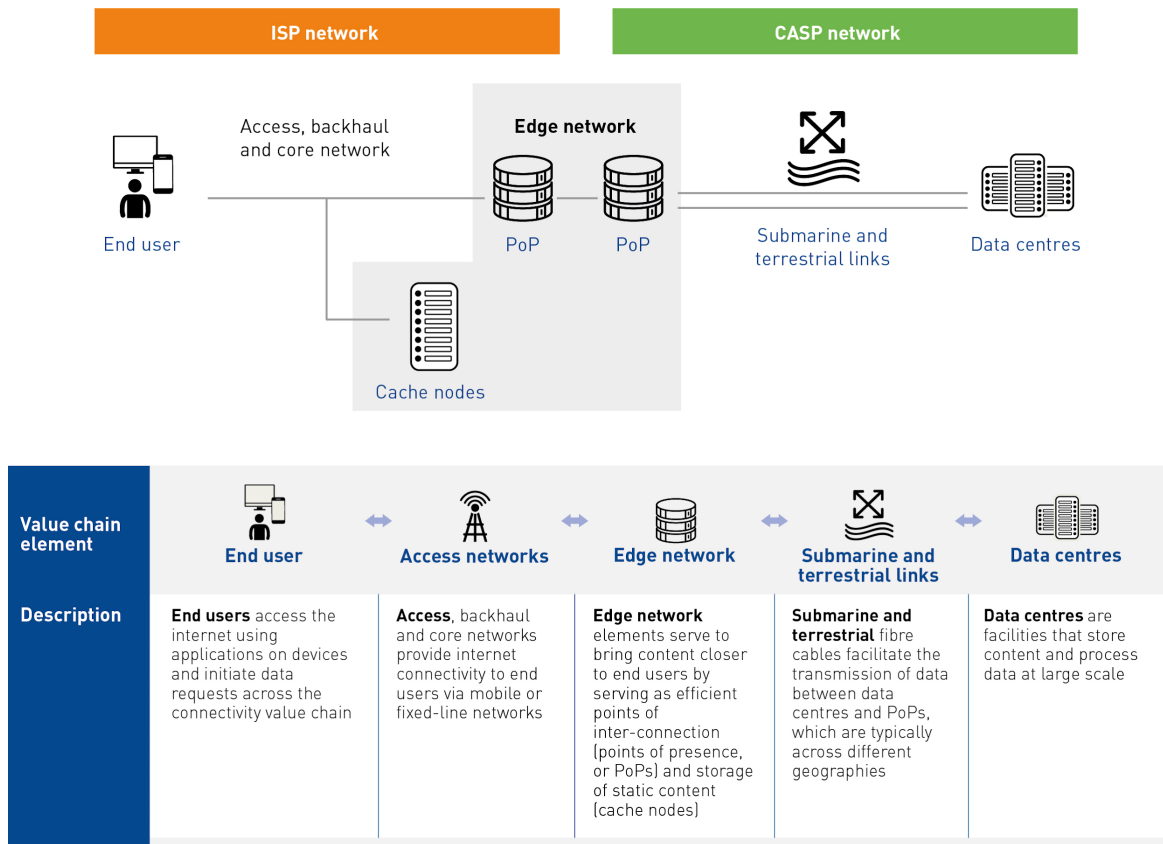 ISP network
CASP network
Access, backhaul
and core network
Edge network
End user
PoP
PoP
Submarine and
terrestrial links
Data centres
Cache nodes
Value chain
element
End user
Access networks
Edge network
Submarine and
terrestrial links
Data centres
Description
End users access the
internet using
applications on devices
and initiate data
requests across the
connectivity value chain
Access, backhaul
and core networks
provide internet
connectivity to end
users via mobile or
fixed-line networks
Edge network
elements serve to
bring content closer
to end users by
serving as efficient
points of
inter-connection
(points of presence,
or PoPs) and storage
of static content
(cache nodes)
Submarine and
terrestrial fibre
cables facilitate the
transmission of data
between data
centres and PoPs,
which are typically
across different
geographies
Data centres are
facilities that store
content and process
data at large scale